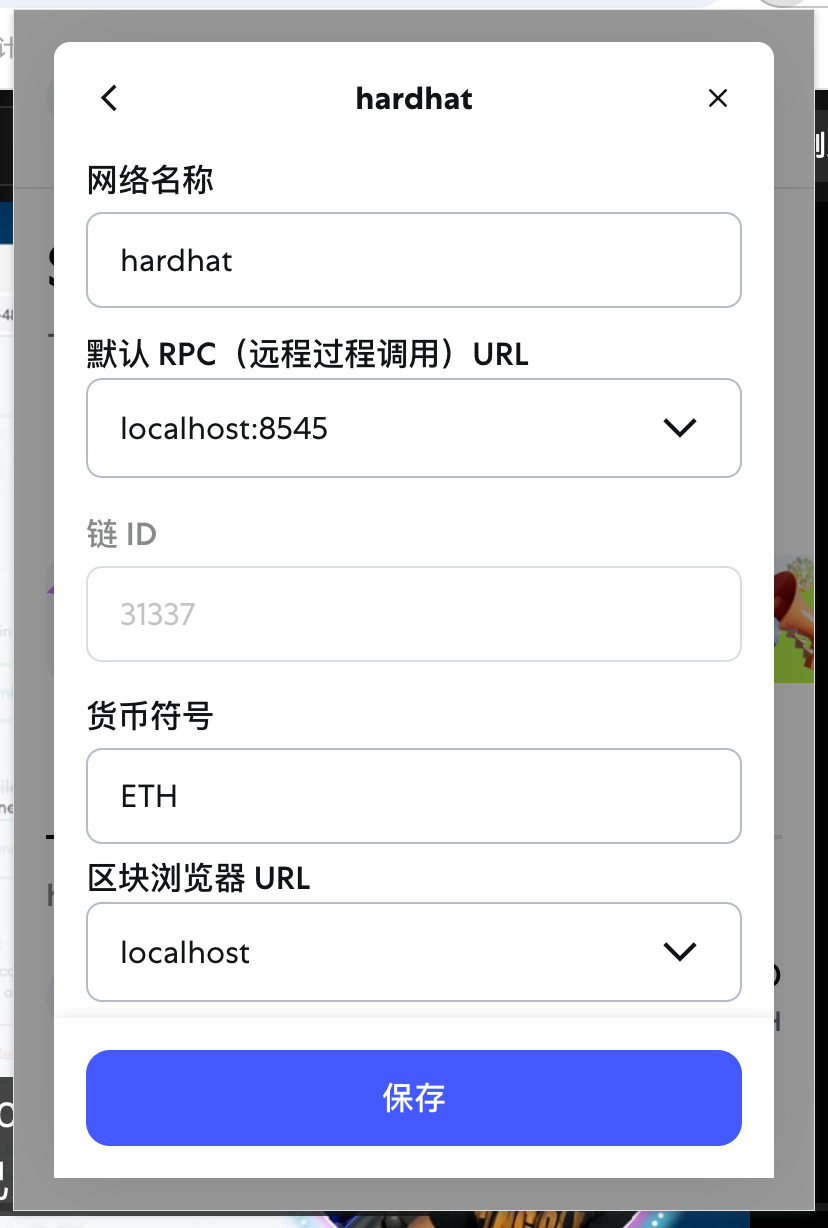 hardhat
网络名称
hardhat
默认 RPC（远程过程调用）URL
localhost:8545
链 ID
31337
货币符号
ETH
区块浏览器 URL
localhost
保存